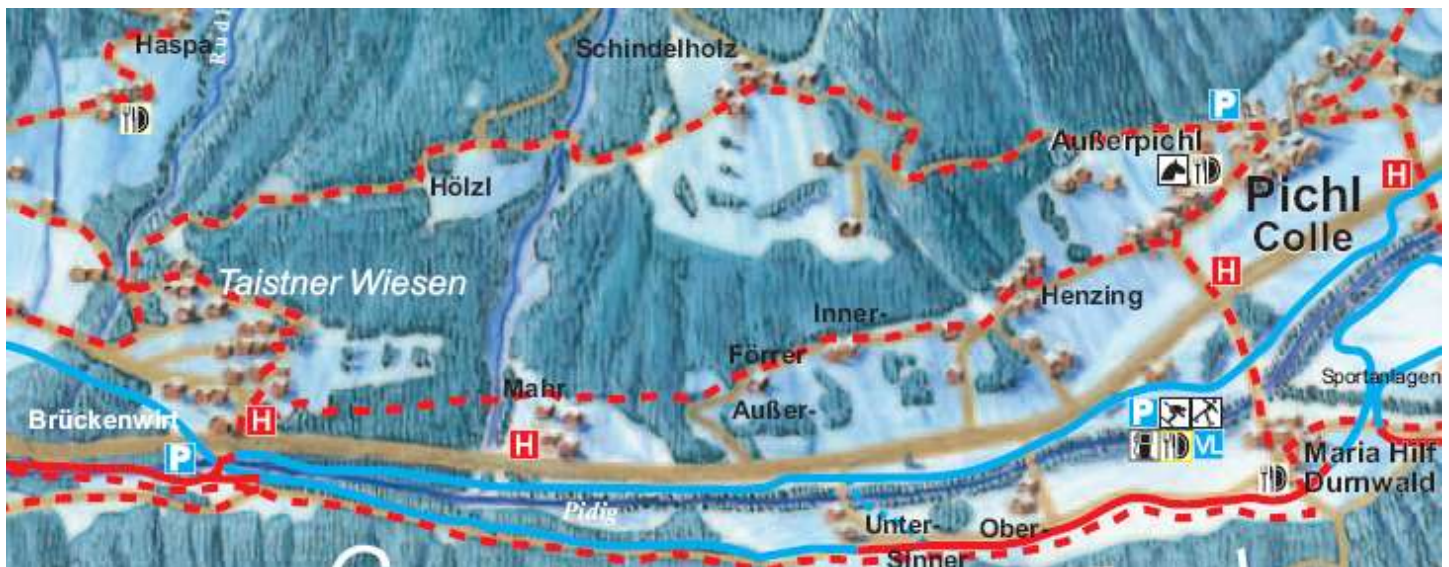 Haspa
Schindelholz
P
Außerpichl
Hölzl
H
Pichl
Colle
Taistner Wiesen
H
Henzing
Inner-
Förrer
Mahr
Außer-
Sportanlagen
Brückenwirt
H
H
P
P
VL
Maria Hilf
Durnwald
Pidig
Unter-
Ober-
Sinner